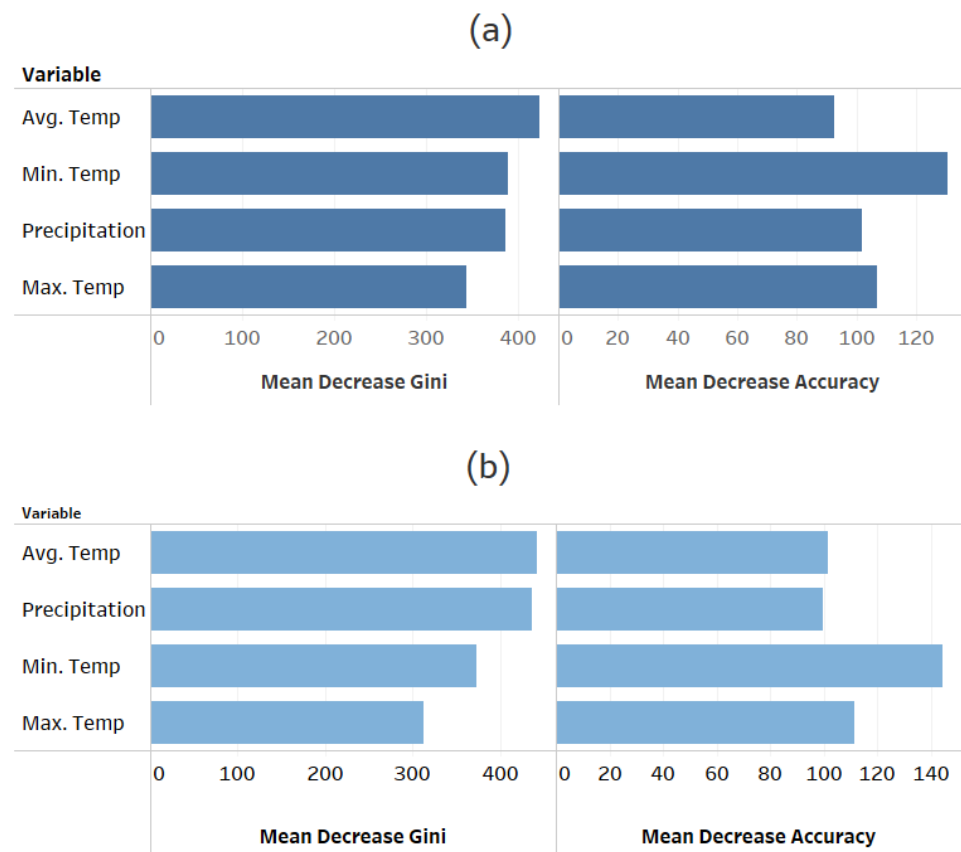 (a)
Variable
Avg. Temp
Min. Temp
Precipitation
Max. Temp
0 100 200 300 400 0 20 40 60 80 100 120
Mean Decrease Gini Mean Decrease Accuracy
(b)
Variable
Avg. Temp
Precipitation
Min. Temp
Max. Temp
0 100 200 300 400 0 20 40 60 80 100 120 140
Mean Decrease Gini Mean Decrease Accuracy